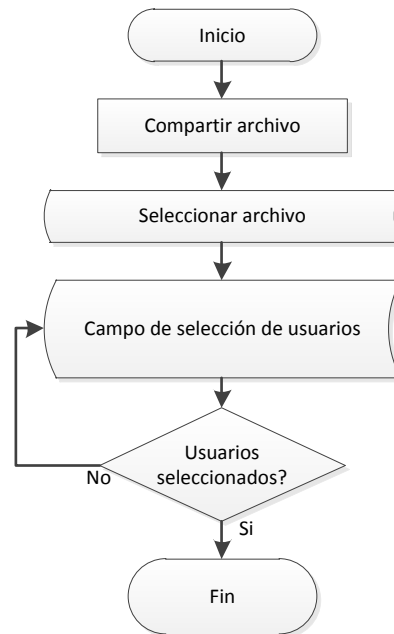 Inicio
Compartir archivo
Seleccionar archivo
Campo de selección de usuarios
Usuarios
seleccionados?
No
Si
Fin